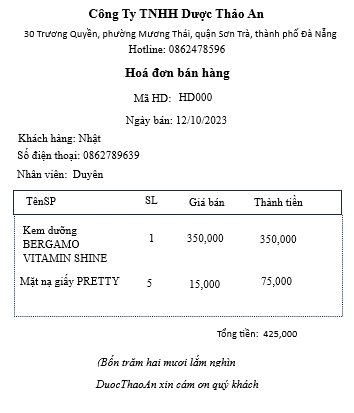 Công Ty TNHH Dược Thảo An
30 Trương Quyền, phường Mương Thái, quận Sơn Trà, thành phố Đà Nẵng
Hotline: 0862478596
Hoá đơn bán hàng
Mã HD: HD000
Ngày bán: 12/10/2023
Khách hàng: Nhật
Số điện thoại: 0862789639
Nhân viên: Duyên
TênSP SL Giá bán Thành tiền
Kem dưỡng BERGAMO VITAMIN SHINE 1 350,000 350,000
Mặt nạ giấy PRETTY 5 15,000 75,000
Tổng tiền: 425,000
(Bốn trăm hai mươi lắm nghìn
DuocThaoAn xin cám ơn quý khách